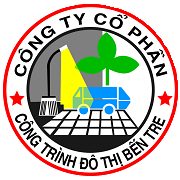 CÔNG TY CỔ PHẦN
CÔNG TRÌNH ĐÔ THỊ BẾN TRE